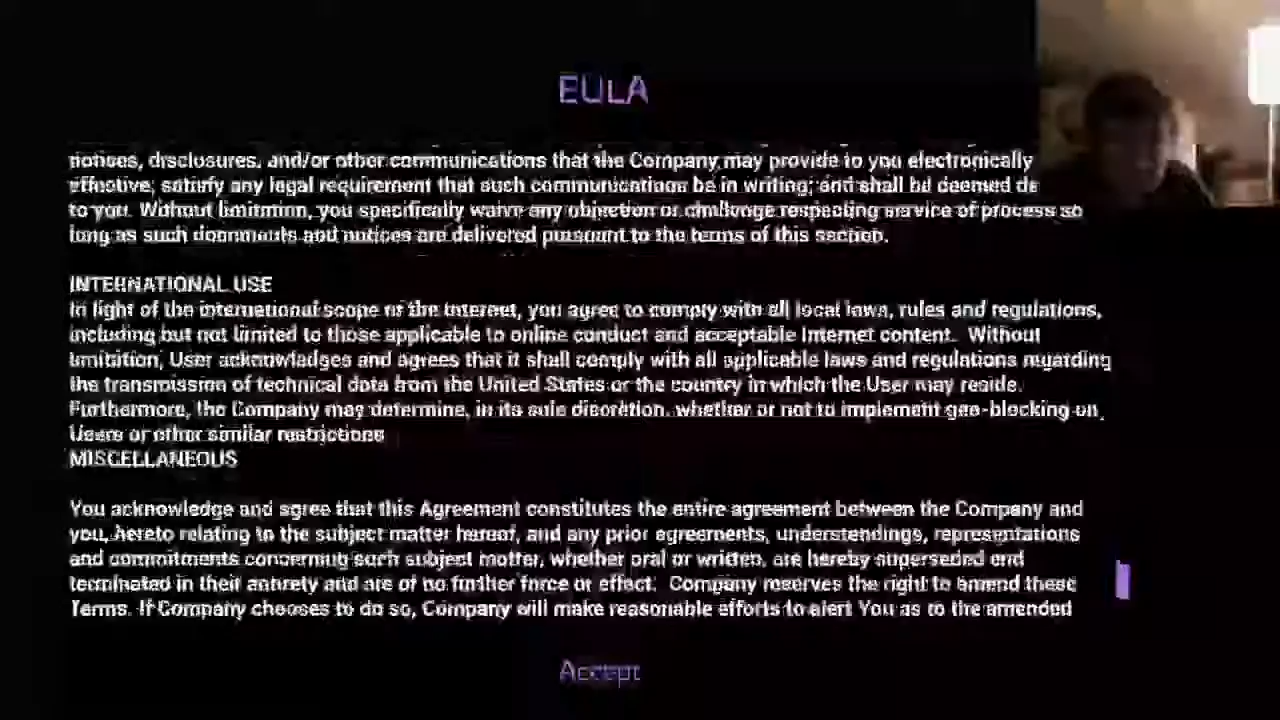 EULA
notices, disclosures, and/or other communications that the Company may provide to you electronically
effective; satisfy any legal requirement that such communications be in writing; and shall be deemed de
to you. Without limitation, you specifically waive any objection or challenge respecting service of process so
long as such documents and notices are delivered pursuant to the terms of this section.
INTERNATIONAL USE
In light of the international scope of the Internet, you agree to comply with all local laws, rules and regulations,
including but not limited to those applicable to online conduct and acceptable Internet content. Without
limitation, User acknowledges and agrees that it shall comply with all applicable laws and regulations regarding
the transmission of technical data from the United States or the country in which the User may reside.
Furthermore, the Company may determine, in its sole discretion, whether or not to implement geo-blocking on
Users or other similar restrictions
MISCELLANEOUS
You acknowledge and agree that this Agreement constitutes the entire agreement between the Company and
you, hereto relating to the subject matter hereof, and any prior agreements, understandings, representations
and commitments concerning such subject matter, whether oral or written, are hereby superseded and
terminated in their entirety and are of no further force or effect. Company reserves the right to amend these
Terms. If Company chooses to do so, Company will make reasonable efforts to alert You as to the amended
Accept